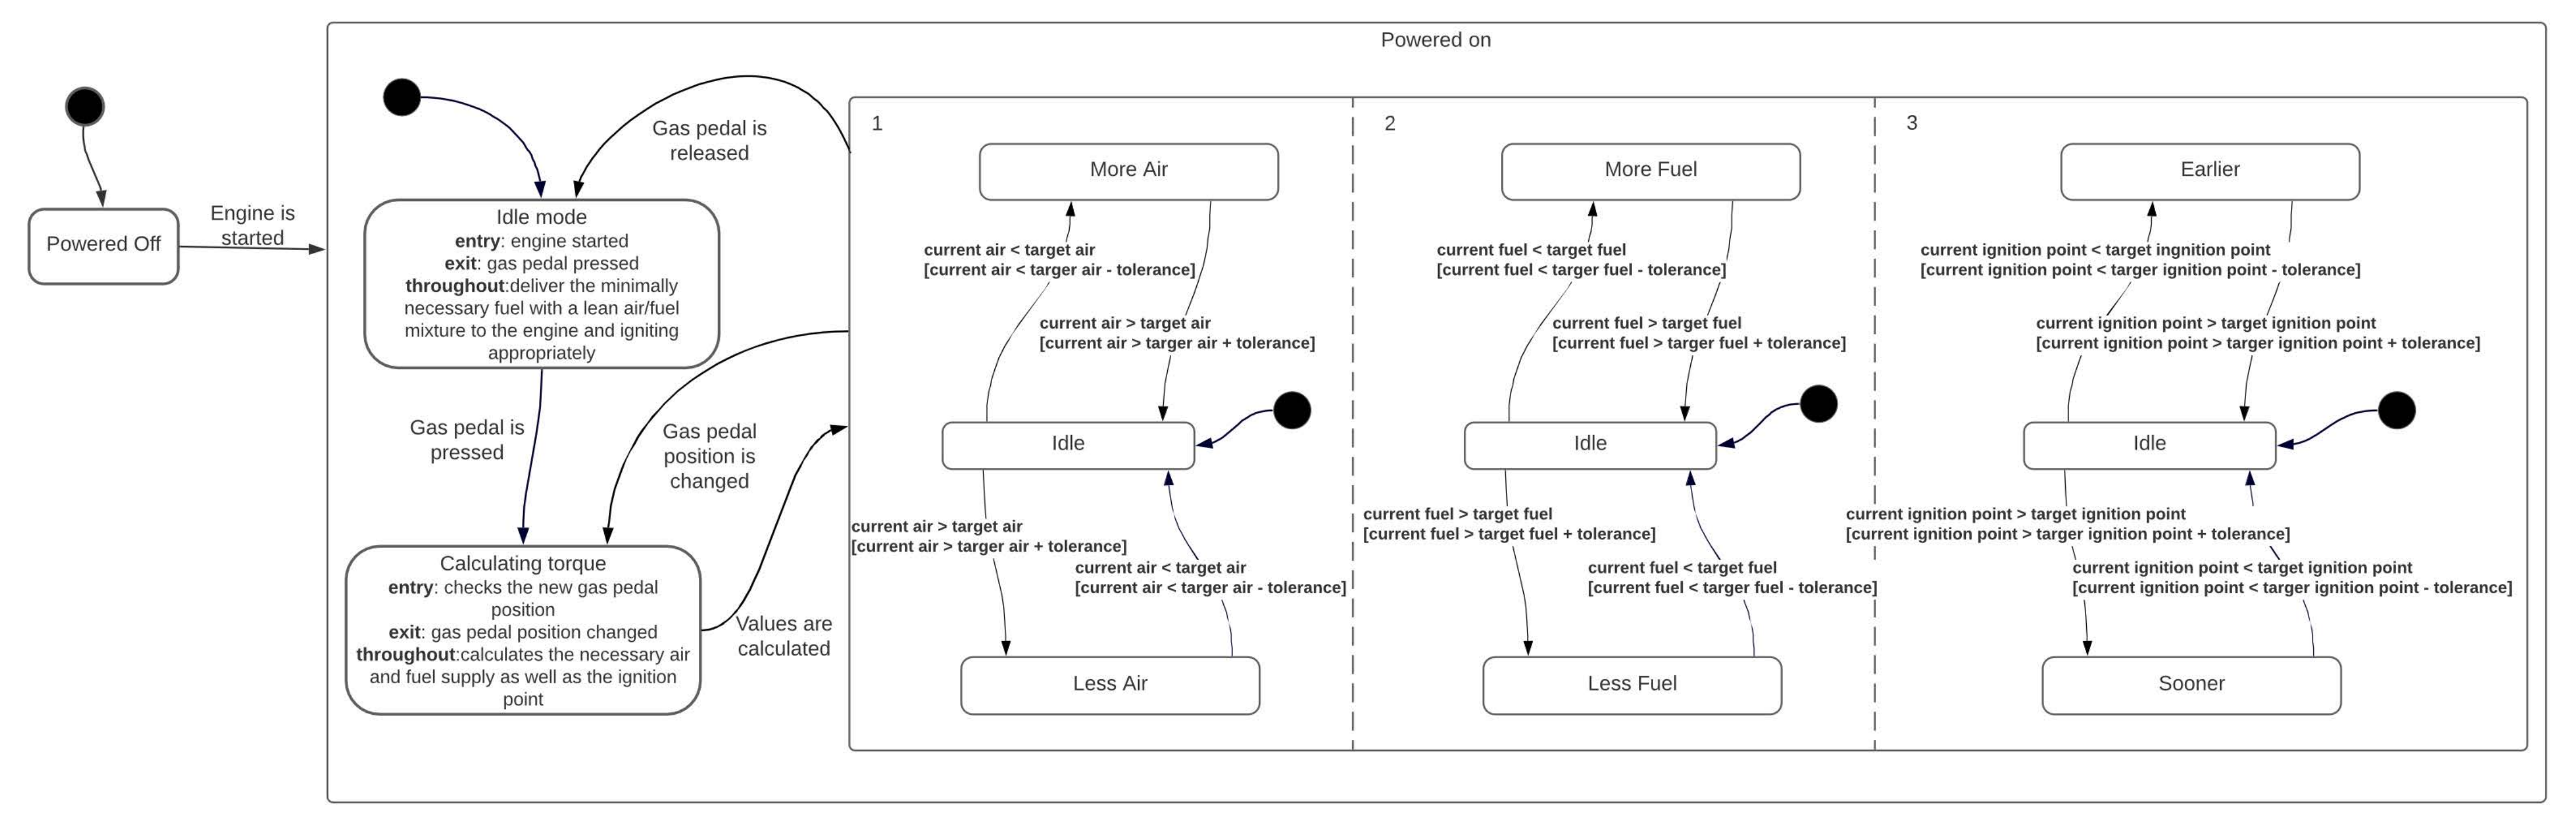 Powered on
Powered Off
Engine is
started
Gas pedal is
released
Idle mode
entry: engine started
exit: gas pedal pressed
throughout:deliver the minimally
necessary fuel with a lean air/fuel
mixture to the engine and igniting
appropriately
Gas pedal is
pressed
Gas pedal
position is
changed
Calculating torque
entry: checks the new gas pedal
position
exit: gas pedal position changed
throughout:calculates the necessary air
and fuel supply as well as the ignition
point
Values are
calculated
1
More Air
current air < target air
[current air < targer air - tolerance]
current air > target air
[current air > targer air + tolerance]
Idle
current air > target air
[current air > targer air + tolerance]
current air < target air
[current air < targer air - tolerance]
Less Air
2
More Fuel
current fuel < target fuel
[current fuel < targer fuel - tolerance]
current fuel > target fuel
[current fuel > targer fuel + tolerance]
Idle
current fuel > target fuel
[current fuel > targer fuel + tolerance]
current fuel < target fuel
[current fuel < targer fuel - tolerance]
Less Fuel
3
Earlier
current ignition point < target ingnition point
[current ignition point < targer ignition point - tolerance]
current ignition point > target ignition point
[current ignition point > targer ignition point + tolerance]
Idle
current ignition point > target ignition point
[current ignition point > targer ignition point + tolerance]
current ignition point < target ignition point
[current ignition point < targer ignition point - tolerance]
Sooner